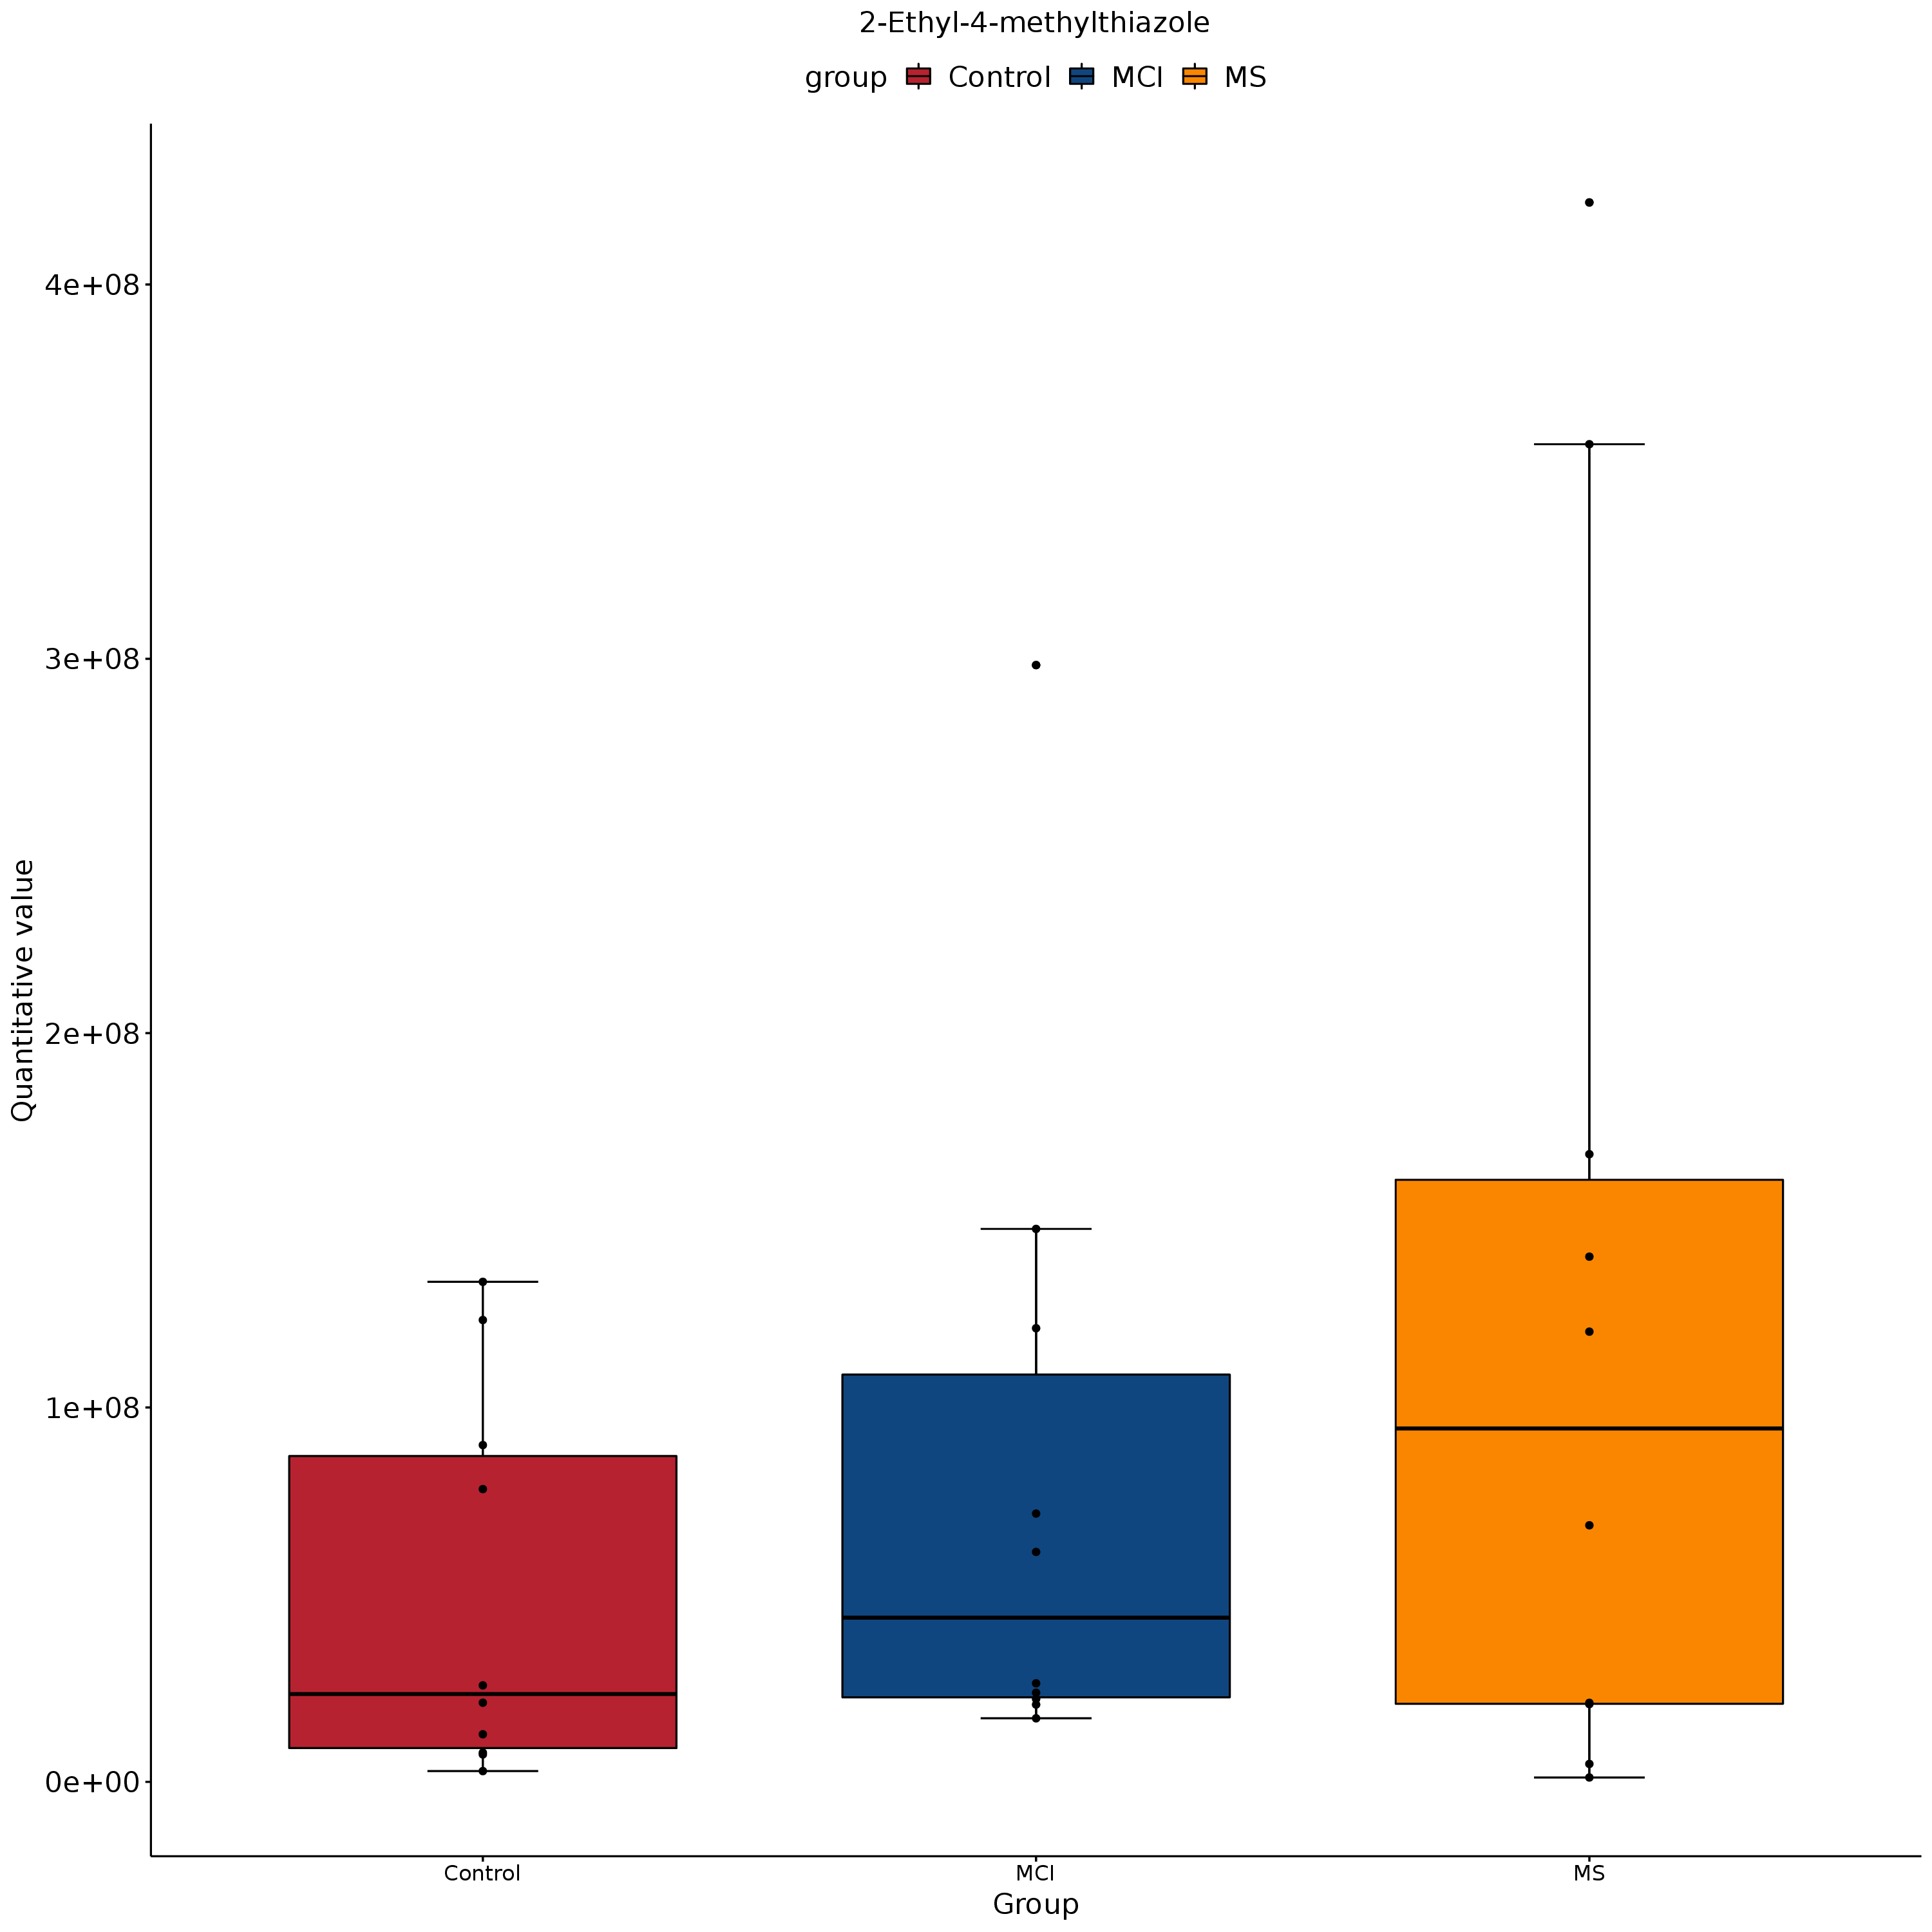 2-Ethyl-4-methylthiazole
group Control MCI MS
Quantitative value
4e+08
3e+08
2e+08
1e+08
0e+00
Control MCI MS
Group